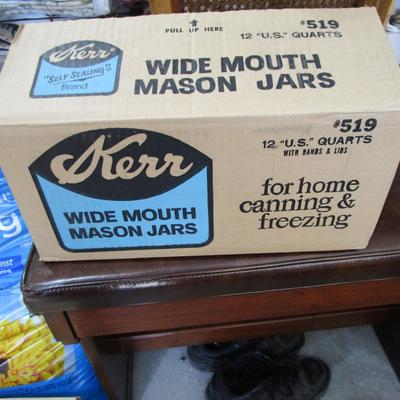 PULL UP HERE
#519
12 "U.S." QUARTS
Kerr
"SELF SEALING"
Brand
WIDE MOUTH
MASON JARS
#519
12 "U.S." QUARTS
WITH BANDS & LIDS
Kerr
WIDE MOUTH
MASON JARS
for home
canning &
freezing
g
inst